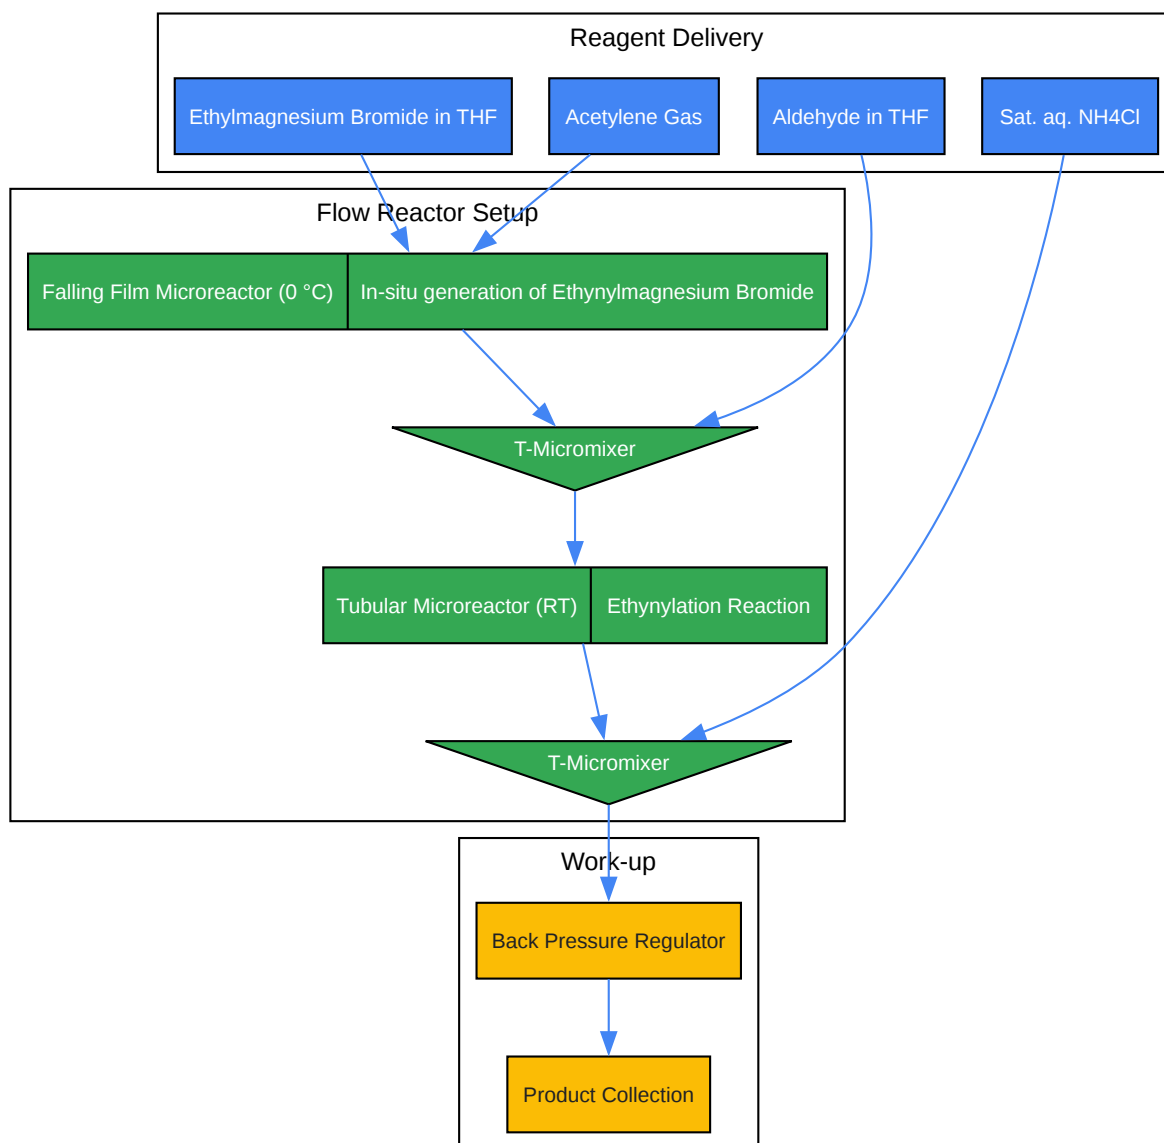 Reagent Delivery
Ethylmagnesium Bromide in THF
Acetylene Gas
Aldehyde in THF
Sat. aq. NH4Cl
Flow Reactor Setup
Falling Film Microreactor (0 °C)
In-situ generation of Ethynylmagnesium Bromide
T-Micromixer
Tubular Microreactor (RT)
Ethynylation Reaction
T-Micromixer
Work-up
Back Pressure Regulator
Product Collection